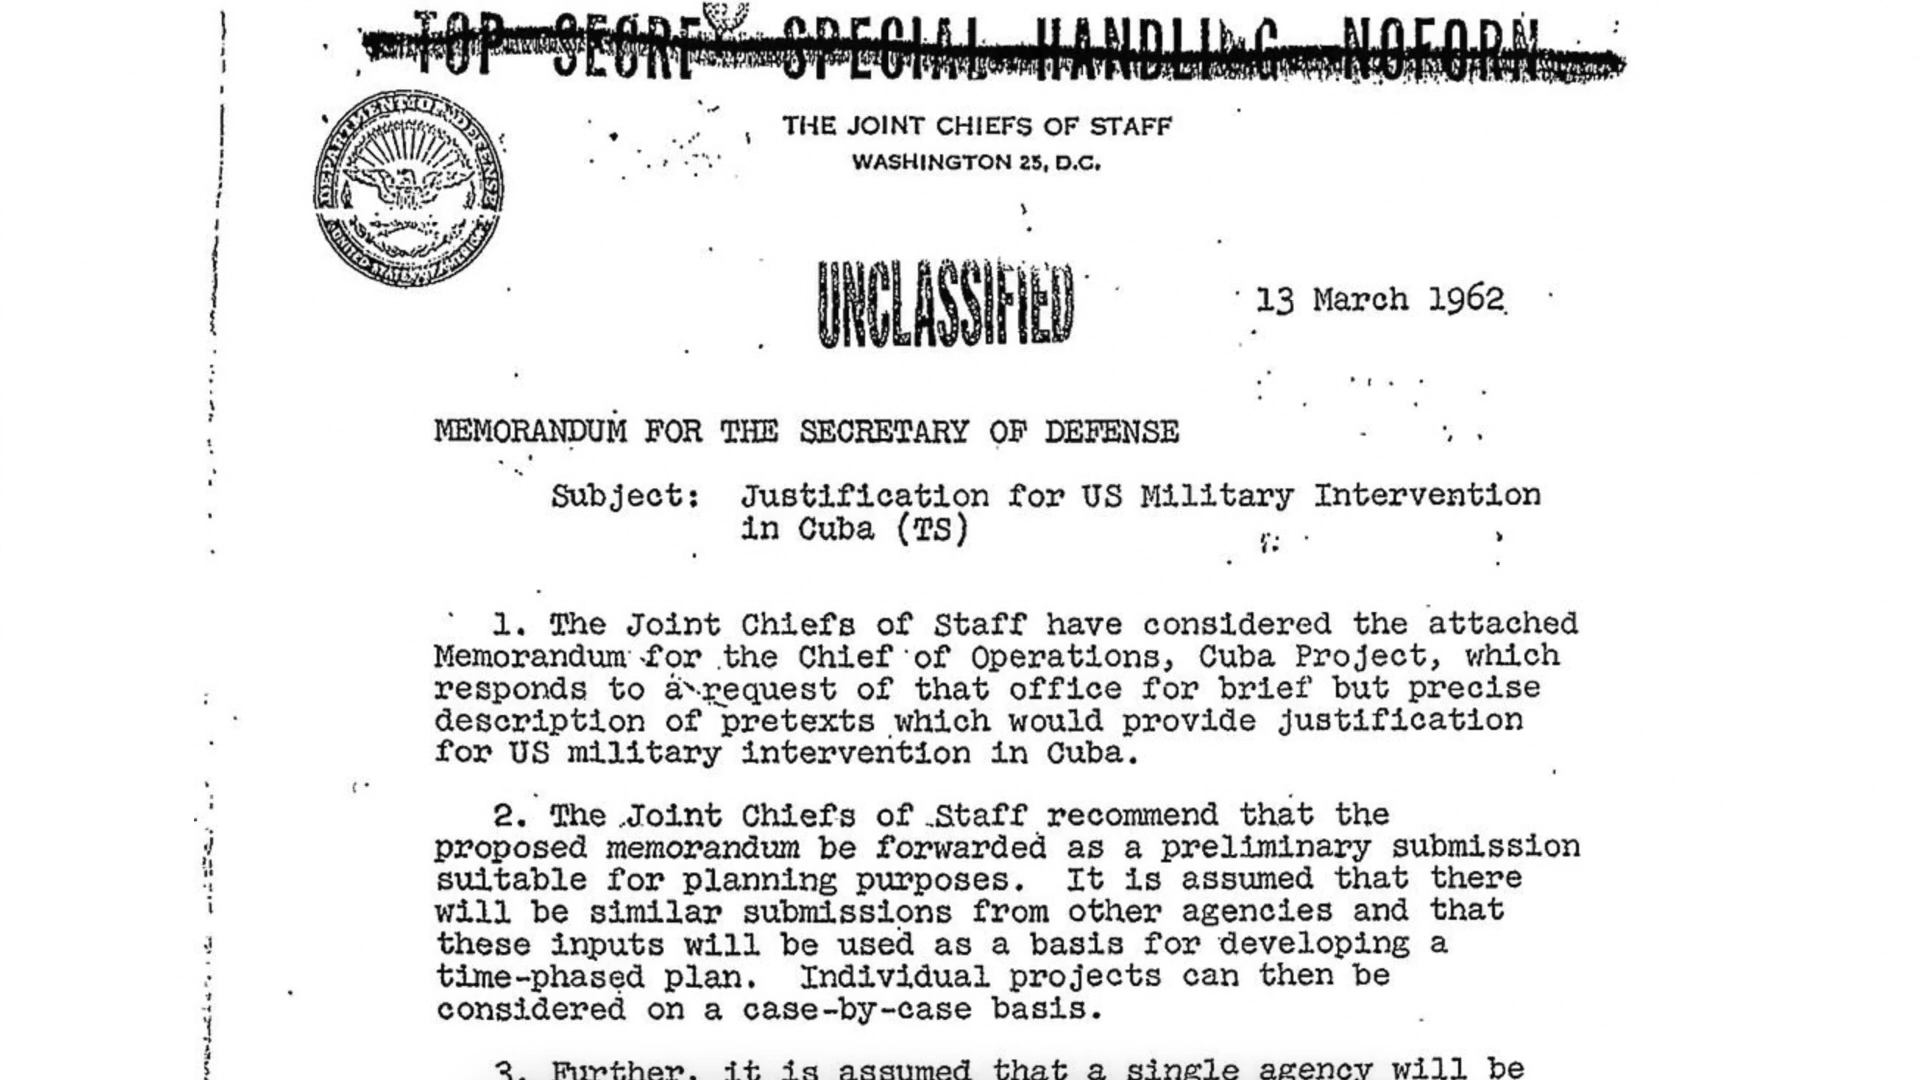 TOP SECRET SPECIAL HANDLING NOFORN
DEPARTMENT OF DEFENSE
UNITED STATES OF AMERICA
THE JOINT CHIEFS OF STAFF
WASHINGTON 25, D.C.
UNCLASSIFIED
13 March 1962
MEMORANDUM FOR THE SECRETARY OF DEFENSE
Subject: Justification for US Military Intervention
in Cuba (TS)
1. The Joint Chiefs of Staff have considered the attached
Memorandum for the Chief of Operations, Cuba Project, which
responds to a request of that office for brief but precise
description of pretexts which would provide justification
for US military intervention in Cuba.
2. The Joint Chiefs of Staff recommend that the
proposed memorandum be forwarded as a preliminary submission
suitable for planning purposes. It is assumed that there
will be similar submissions from other agencies and that
these inputs will be used as a basis for developing a
time-phased plan. Individual projects can then be
considered on a case-by-case basis.
3. Further, it is assumed that a single agency will be